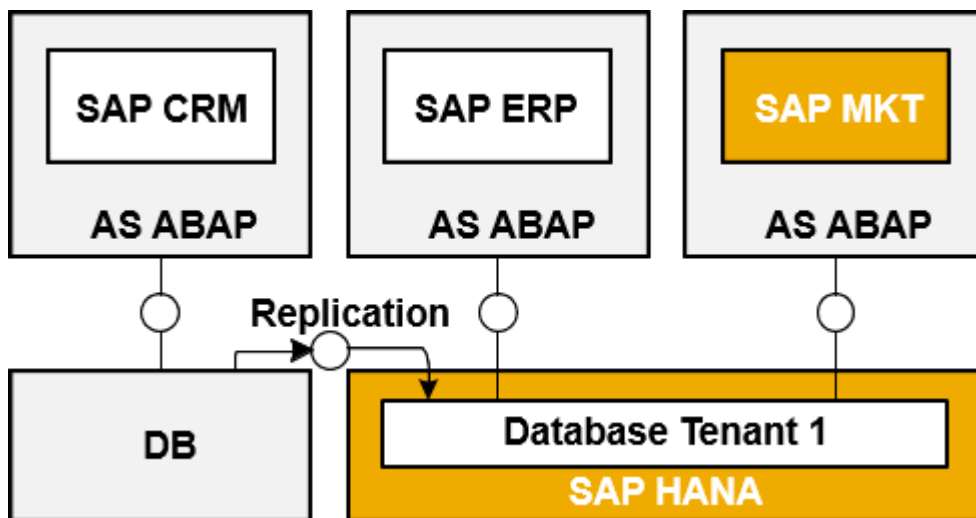 SAP CRM
SAP ERP
SAP MKT
AS ABAP
AS ABAP
AS ABAP
Replication
DB
Database Tenant 1
SAP HANA